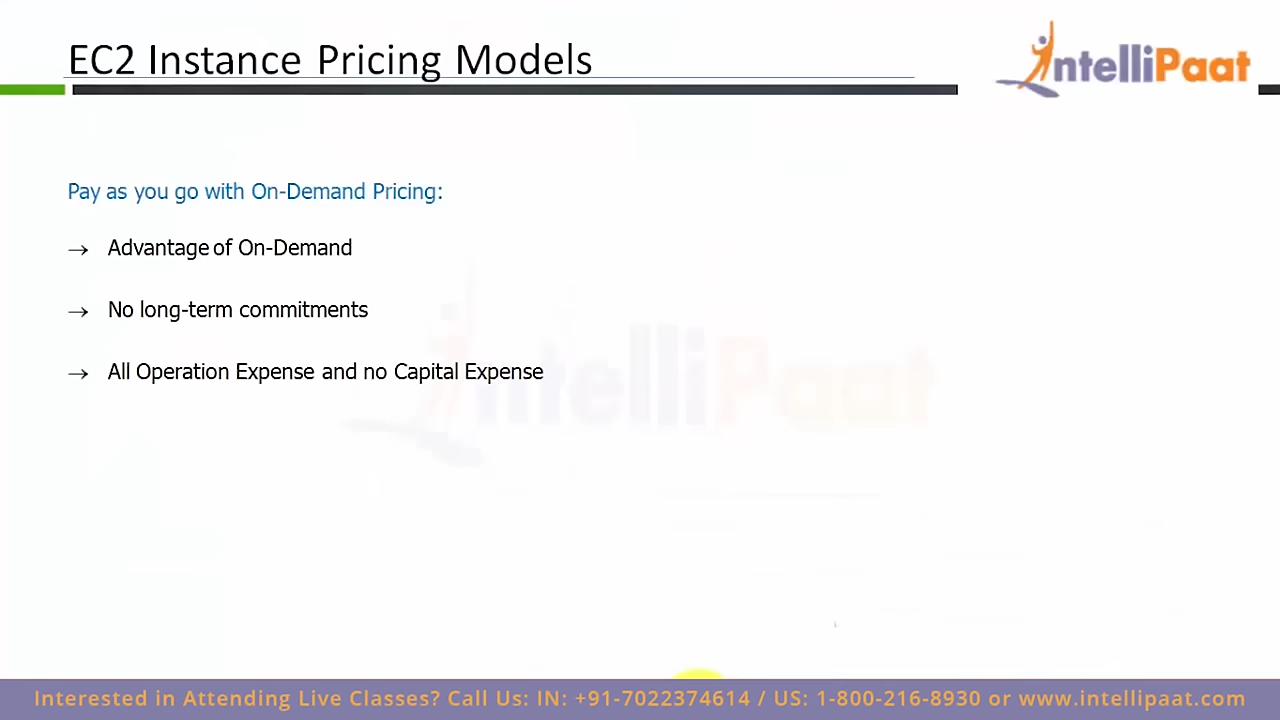 EC2 Instance Pricing Models
IntelliPaat
Pay as you go with On-Demand Pricing:
→ Advantage of On-Demand
→ No long-term commitments
→ All Operation Expense and no Capital Expense
IntelliPaat
Interested in Attending Live Classes? Call Us: IN: +91-7022374614 / US: 1-800-216-8930 or www.intellipaat.com